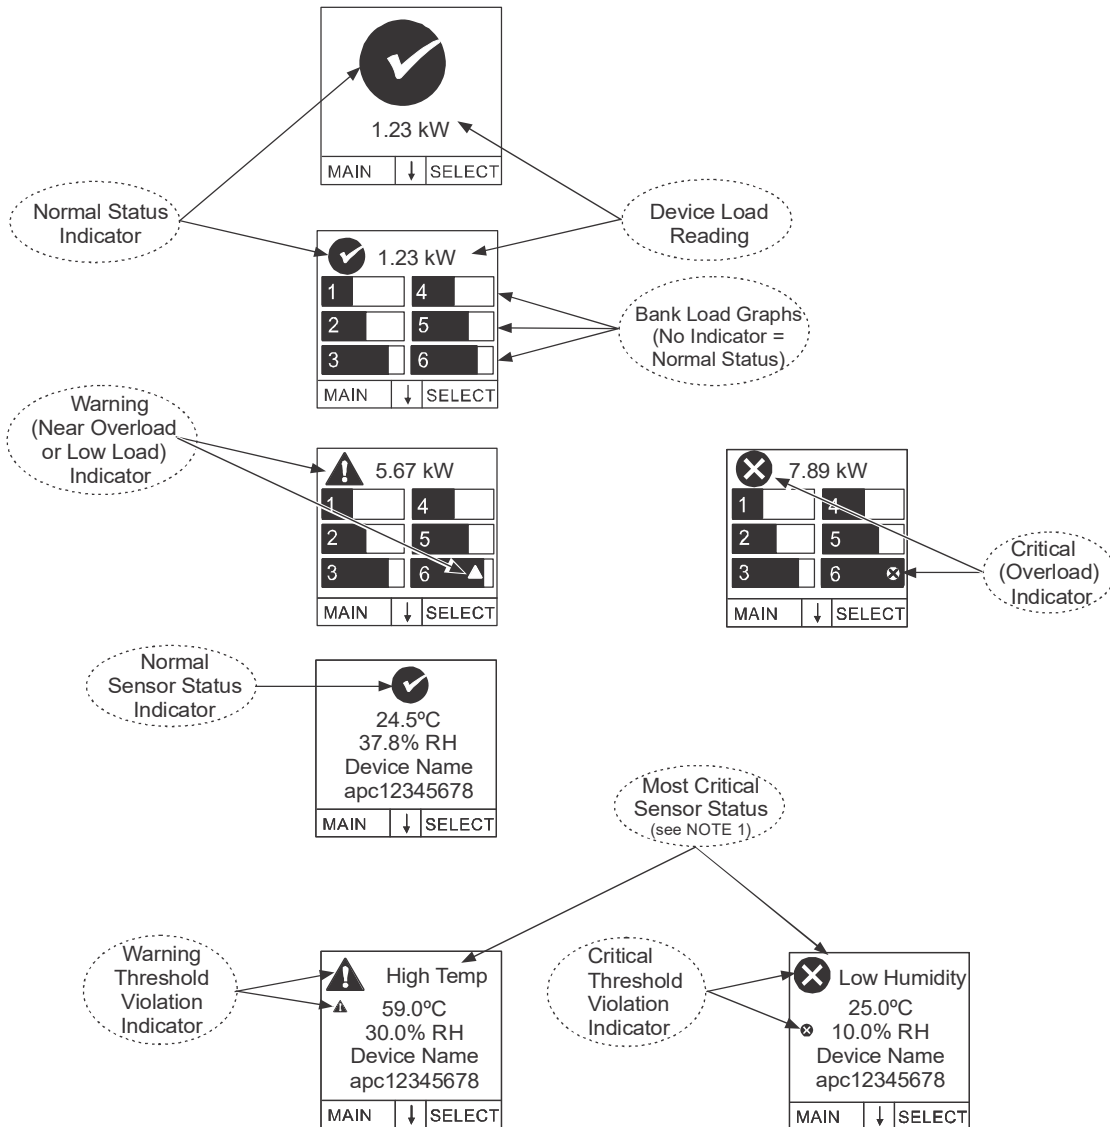 1.23 kW
MAIN ↓ SELECT
Normal Status
Indicator
Device Load
Reading
1.23 kW
1 4
2 5
3 6
MAIN ↓ SELECT
Bank Load Graphs
(No Indicator =
Normal Status)
Warning
(Near Overload
or Low Load)
Indicator
5.67 kW
1 4
2 5
3 6
MAIN ↓ SELECT
7.89 kW
1 4
2 5
3 6
MAIN ↓ SELECT
Critical
(Overload)
Indicator
Normal
Sensor Status
Indicator
24.5ºC
37.8% RH
Device Name
apc12345678
MAIN ↓ SELECT
Most Critical
Sensor Status
(see NOTE 1)
Warning
Threshold
Violation
Indicator
High Temp
59.0ºC
30.0% RH
Device Name
apc12345678
MAIN ↓ SELECT
Critical
Threshold
Violation
Indicator
Low Humidity
25.0ºC
10.0% RH
Device Name
apc12345678
MAIN ↓ SELECT